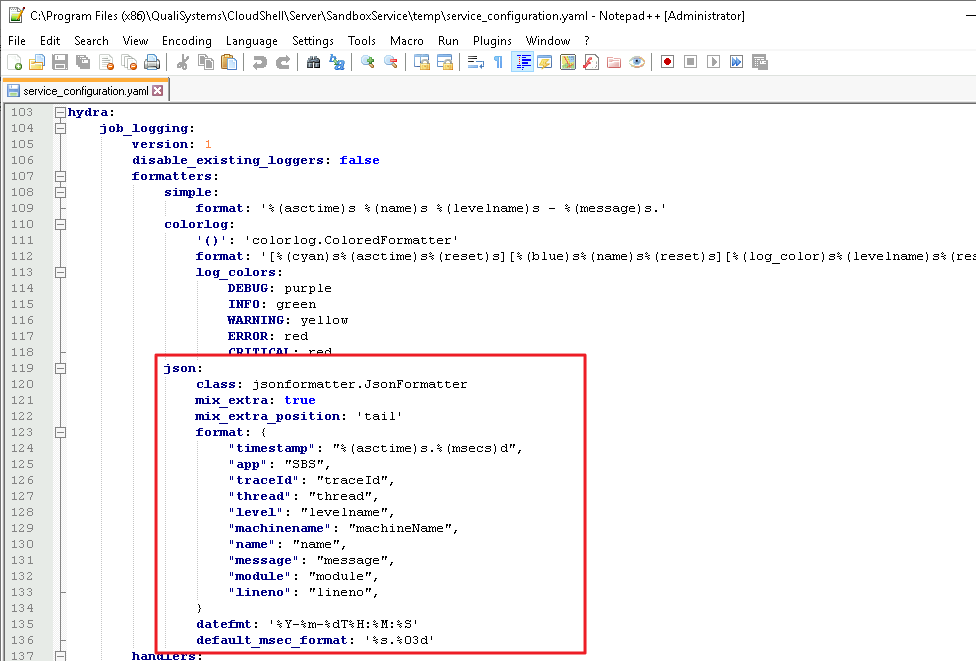 C:\Program Files (x86)\QualiSystems\CloudShell\Server\SandboxService\temp\service_configuration.yaml - Notepad++ [Administrator]
File Edit Search View Encoding Language Settings Tools Macro Run Plugins Window ?
service_configuration.yaml
103 hydra:
104 job_logging:
105 version: 1
106 disable_existing_loggers: false
107 formatters:
108 simple:
109 format: '%(asctime)s %(name)s %(levelname)s - %(message)s.'
110 colorlog:
111 '()': 'colorlog.ColoredFormatter'
112 format: '[%(cyan)s%(asctime)s%(reset)s][%(blue)s%(name)s%(reset)s][%(log_color)s%(levelname)s%(res
113 log_colors:
114 DEBUG: purple
115 INFO: green
116 WARNING: yellow
117 ERROR: red
118 CRITICAL: red
119 json:
120 class: jsonformatter.JsonFormatter
121 mix_extra: true
122 mix_extra_position: 'tail'
123 format: {
124 "timestamp": "%(asctime)s.%(msecs)d",
125 "app": "SBS",
126 "traceId": "traceId",
127 "thread": "thread",
128 "level": "levelname",
129 "machinename": "machineName",
130 "name": "name",
131 "message": "message",
132 "module": "module",
133 "lineno": "lineno",
134 }
135 datefmt: '%Y-%m-%dT%H:%M:%S'
136 default_msec_format: '%s.%03d'
137 handlers: